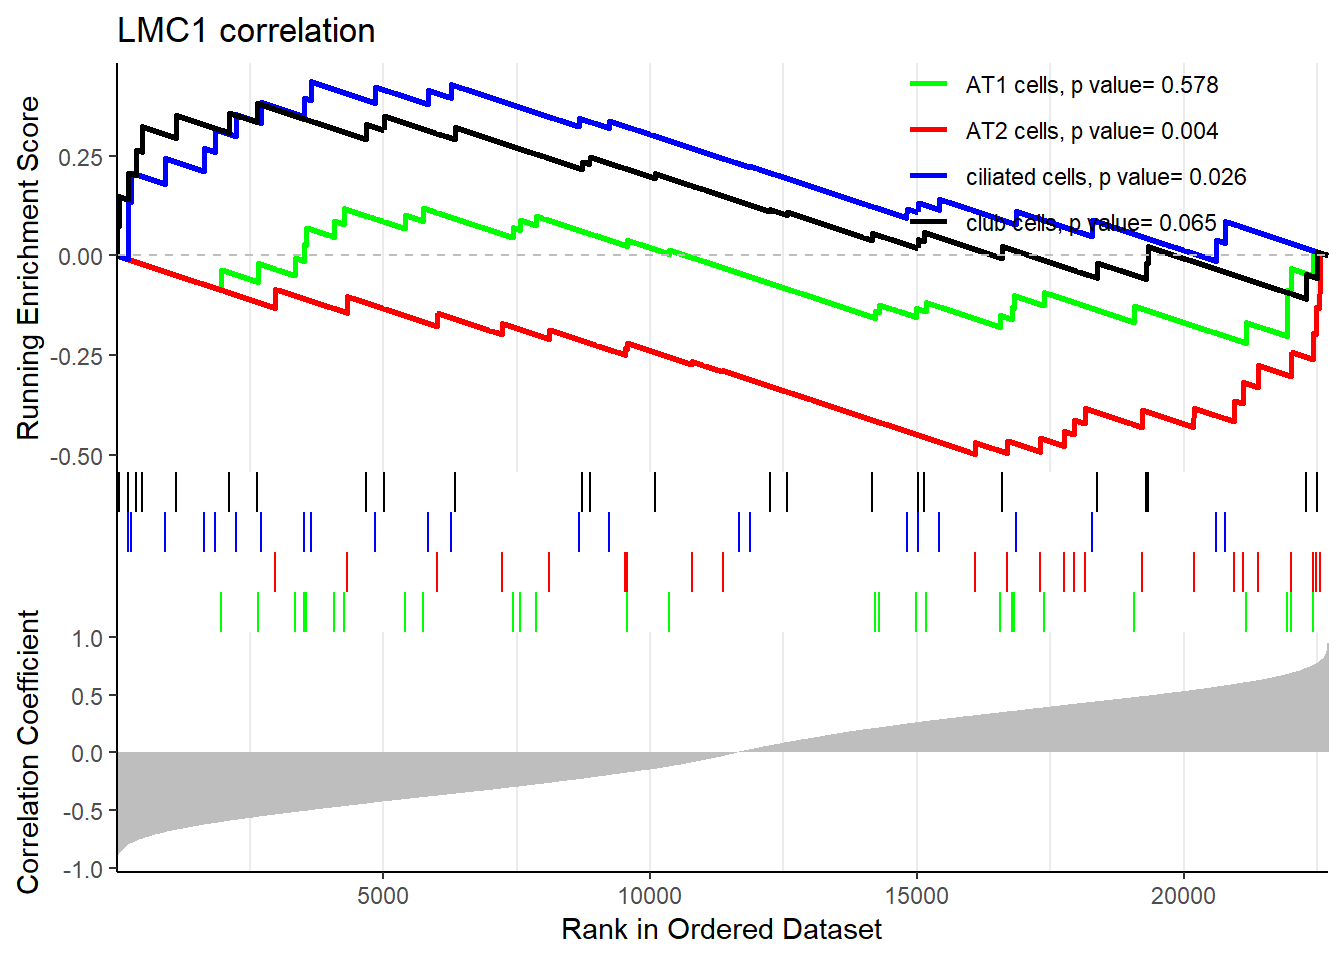 LMC1 correlation
AT1 cells, p value= 0.578
AT2 cells, p value= 0.004
ciliated cells, p value= 0.026
club cells, p value= 0.065
Running Enrichment Score
0.25
0.00
-0.25
-0.50
Correlation Coefficient
1.0
0.5
0.0
-0.5
-1.0
5000 10000 15000 20000
Rank in Ordered Dataset